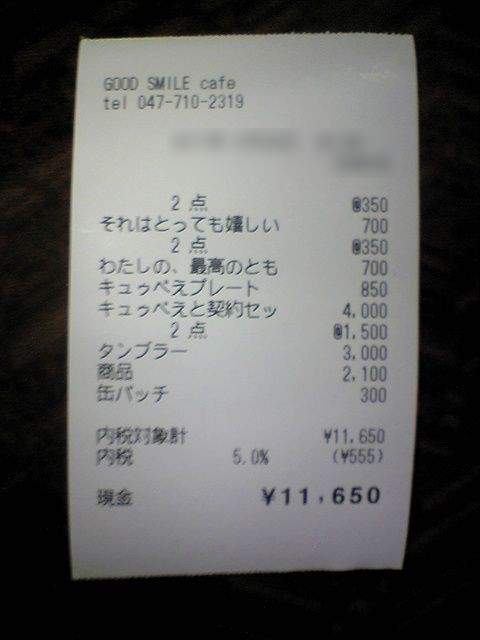 GOOD SMILE cafe
tel 047-710-2319
2 点 @350
それはとっても嬉しい 700
2 点 @350
わたしの、最高のとも 700
キュゥべえプレート 850
キュゥべえと契約セッ 4,000
2 点 @1,500
タンブラー 3,000
商品 2,100
缶バッチ 300
内税対象計 ¥11,650
内税 5.0% (¥555)
現金 ¥11,650